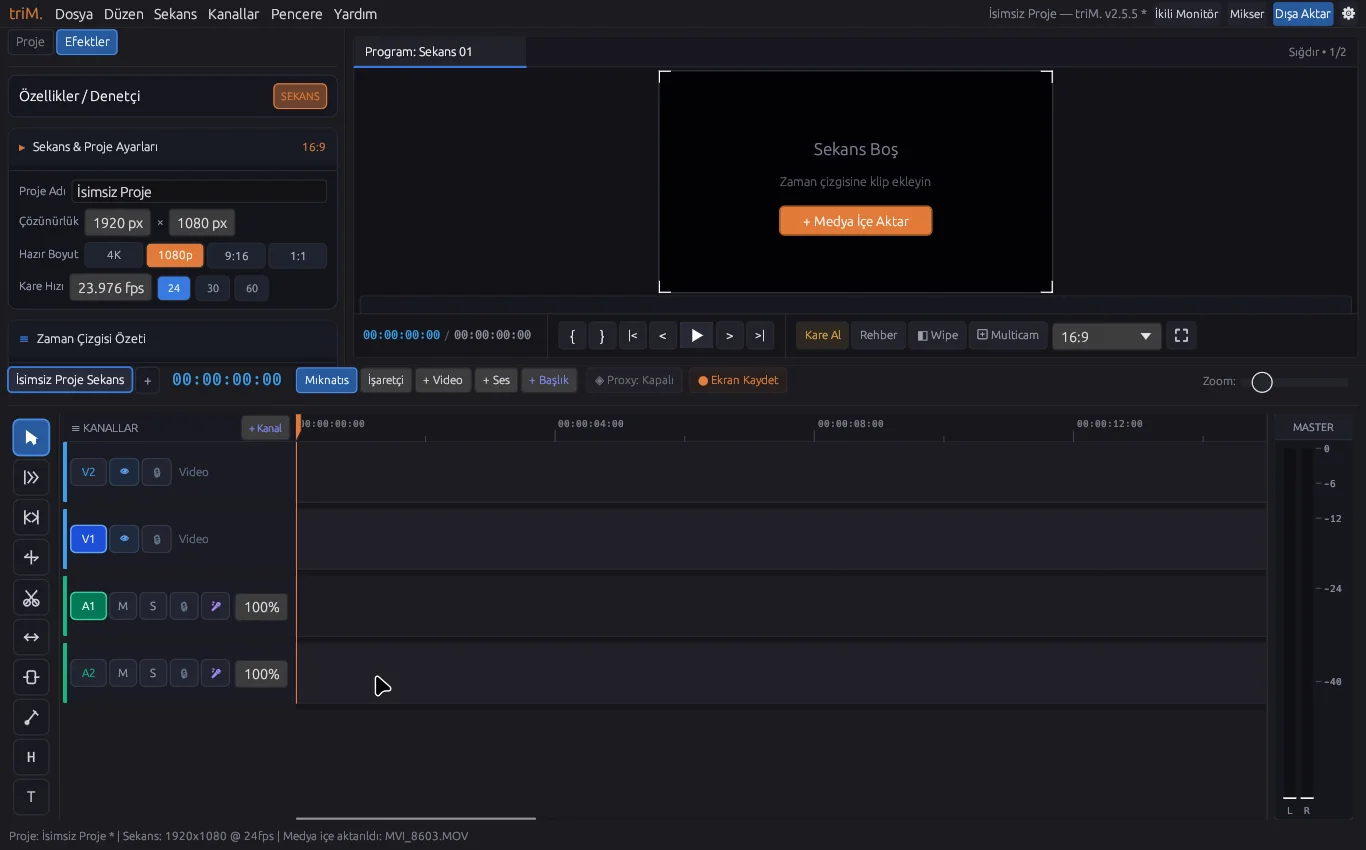 triM. Dosya Düzen Sekans Kanallar Pencere Yardım
İsimsiz Proje — triM. v2.5.5 * İkili Monitör Mikser Dışa Aktar
Proje Efektler
Program: Sekans 01
Sığdır • 1/2
Özellikler / Denetçi SEKANS
Sekans & Proje Ayarları 16:9
Proje Adı İsimsiz Proje
Çözünürlük 1920 px × 1080 px
Hazır Boyut 4K 1080p 9:16 1:1
Kare Hızı 23.976 fps 24 30 60
Zaman Çizgisi Özeti
Sekans Boş
Zaman çizgisine klip ekleyin
+ Medya İçe Aktar
00:00:00:00 / 00:00:00:00 { } |< < > >| Kare Al Rehber Wipe Multicam 16:9
İsimsiz Proje Sekans + 00:00:00:00 Mıknatıs İşaretçi + Video + Ses + Başlık Proxy: Kapalı Ekran Kaydet Zoom:
KANALLAR + Kanal
00:00:00:00 00:00:04:00 00:00:08:00 00:00:12:00
V2 Video
V1 Video
A1 M S 100%
A2 M S 100%
H
T
MASTER
0
-6
-12
-24
-40
L R
Proje: İsimsiz Proje * | Sekans: 1920x1080 @ 24fps | Medya içe aktarıldı: MVI_8603.MOV